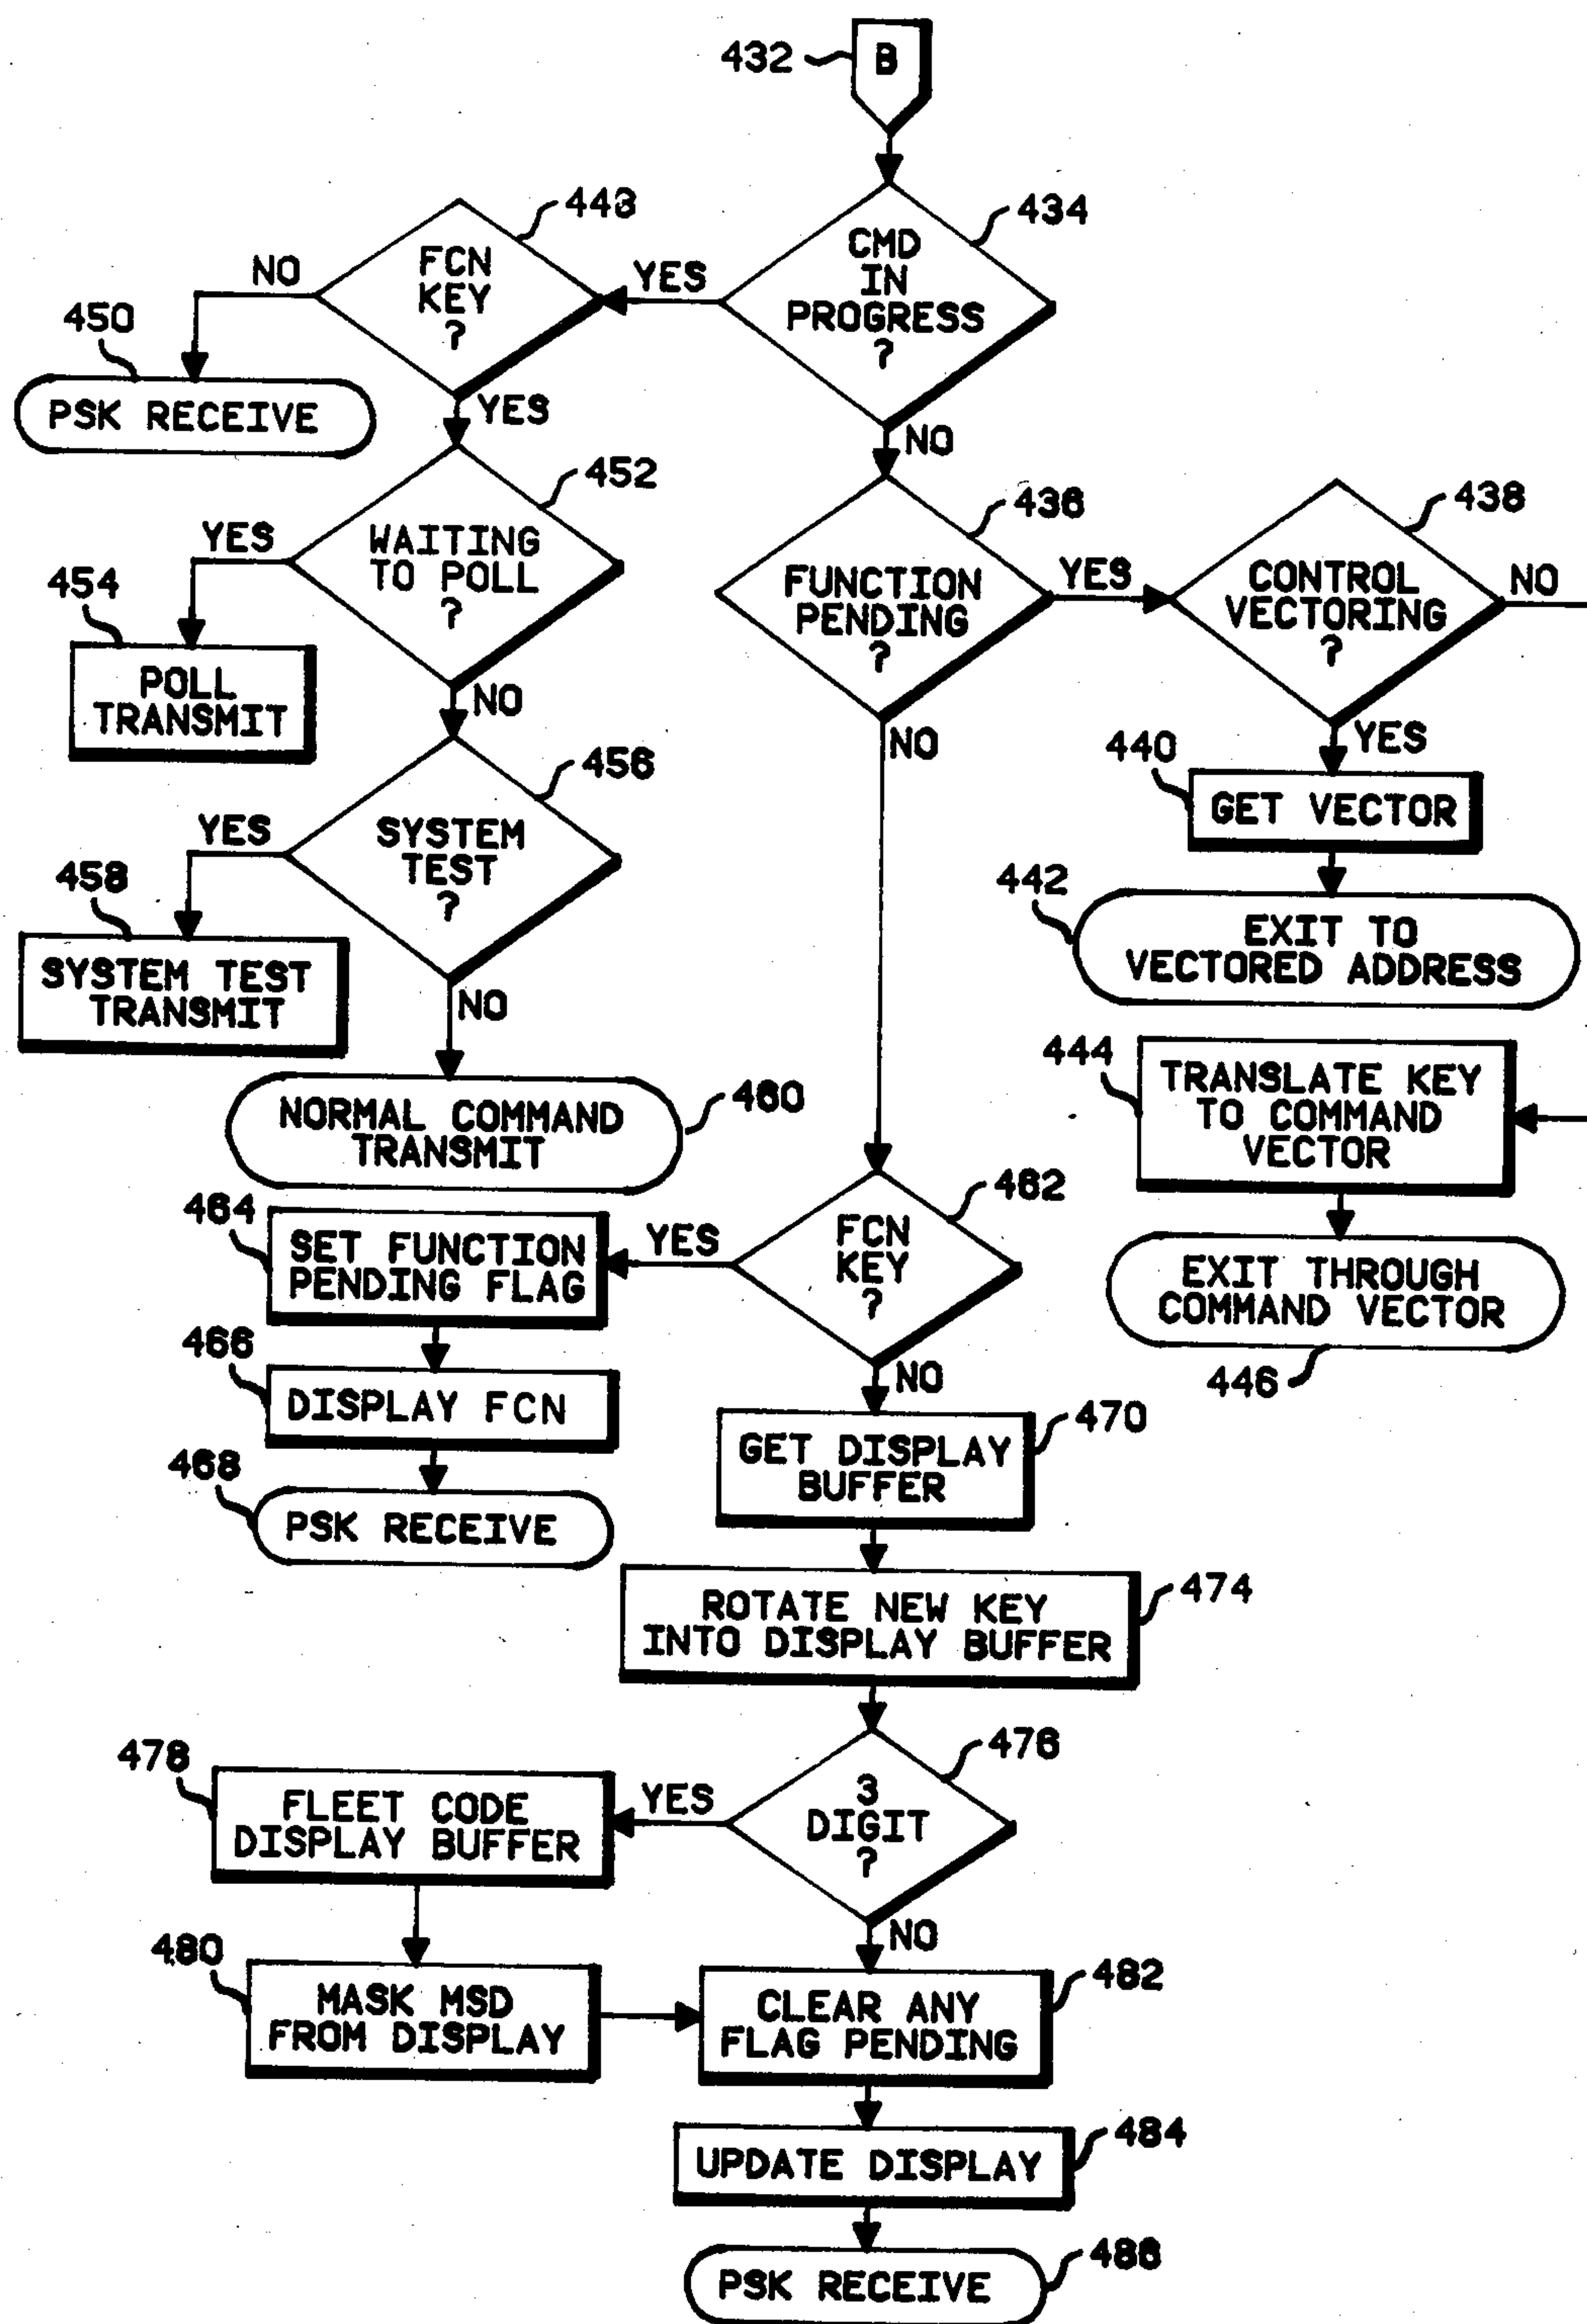 432
B
443
434
FCN
KEY
?
NO
YES
CMD
IN
PROGRESS
?
450
PSK RECEIVE
YES
NO
452
436
438
WAITING
TO POLL
?
YES
FUNCTION
PENDING
?
YES
CONTROL
VECTORING
?
NO
454
POLL
TRANSMIT
NO
NO
YES
440
GET VECTOR
456
SYSTEM
TEST
?
YES
458
SYSTEM TEST
TRANSMIT
NO
442
EXIT TO
VECTORED ADDRESS
444
TRANSLATE KEY
TO COMMAND
VECTOR
NORMAL COMMAND
TRANSMIT
460
462
464
SET FUNCTION
PENDING FLAG
YES
FCN
KEY
?
EXIT THROUGH
COMMAND VECTOR
446
466
DISPLAY FCN
NO
468
PSK RECEIVE
GET DISPLAY
BUFFER
470
ROTATE NEW KEY
INTO DISPLAY BUFFER
474
478
FLEET CODE
DISPLAY BUFFER
YES
3
DIGIT
?
476
NO
480
MASK MSD
FROM DISPLAY
CLEAR ANY
FLAG PENDING
482
UPDATE DISPLAY
484
PSK RECEIVE
486